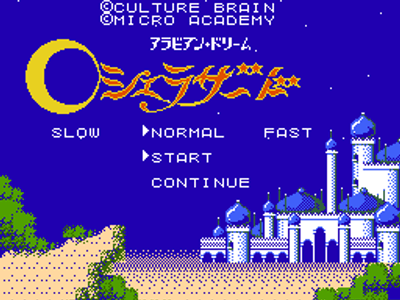 ©CULTURE BRAIN
©MICRO ACADEMY
アラビアン・ドリーム
シェラザード
SLOW ▶NORMAL FAST
▶START
CONTINUE